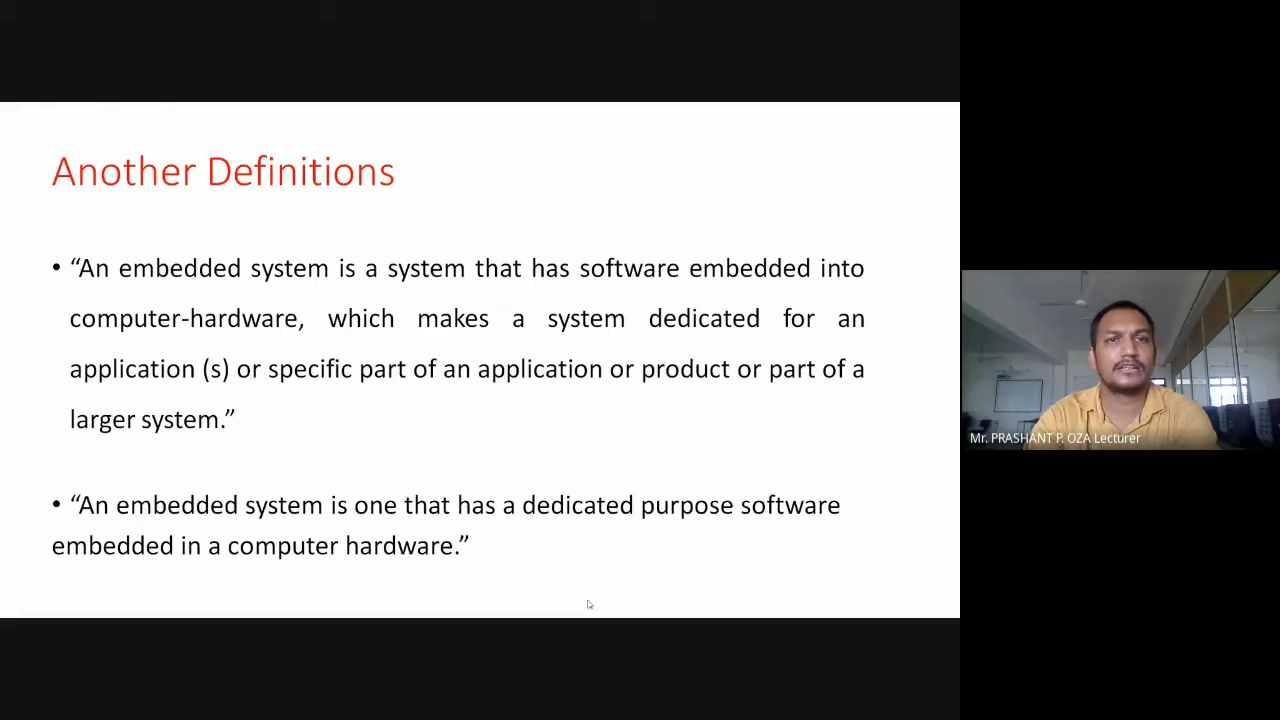 Another Definitions
• “An embedded system is a system that has software embedded into
computer-hardware, which makes a system dedicated for an
application (s) or specific part of an application or product or part of a
larger system.”
• “An embedded system is one that has a dedicated purpose software
embedded in a computer hardware.”
Mr. PRASHANT P. OZA Lecturer